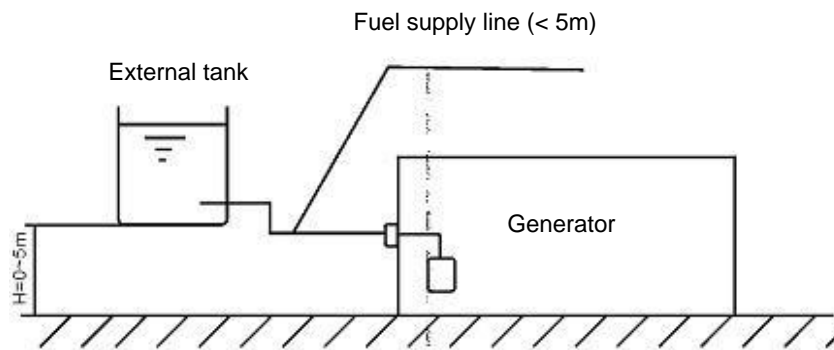 Fuel supply line (< 5m)
External tank
Generator
H=0~5m